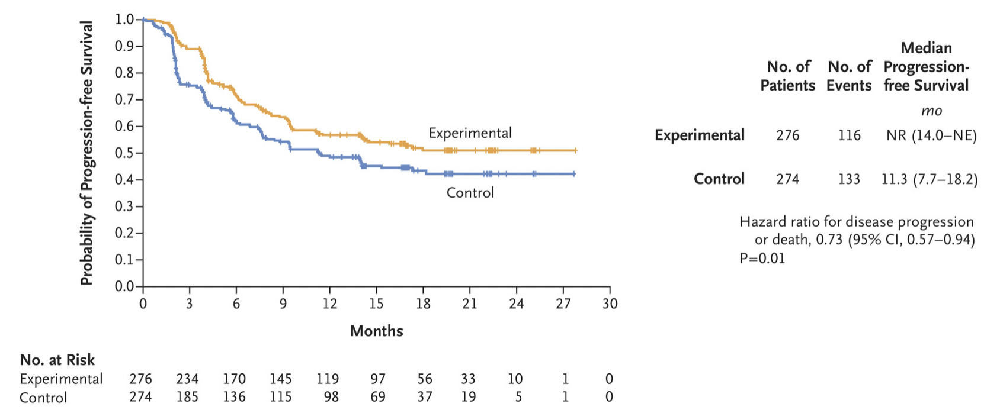 Probability of Progression-free Survival
1.0
0.9
0.8
0.7
0.6
0.5
0.4
0.3
0.2
0.1
0.0
Experimental
Control
0 3 6 9 12 15 18 21 24 27 30
Months
No. of Patients
No. of Events
Median Progression-free Survival
mo
Experimental 276 116 NR (14.0–NE)
Control 274 133 11.3 (7.7–18.2)
Hazard ratio for disease progression
or death, 0.73 (95% CI, 0.57–0.94)
P=0.01
No. at Risk
Experimental 276 234 170 145 119 97 56 33 10 1 0
Control 274 185 136 115 98 69 37 19 5 1 0